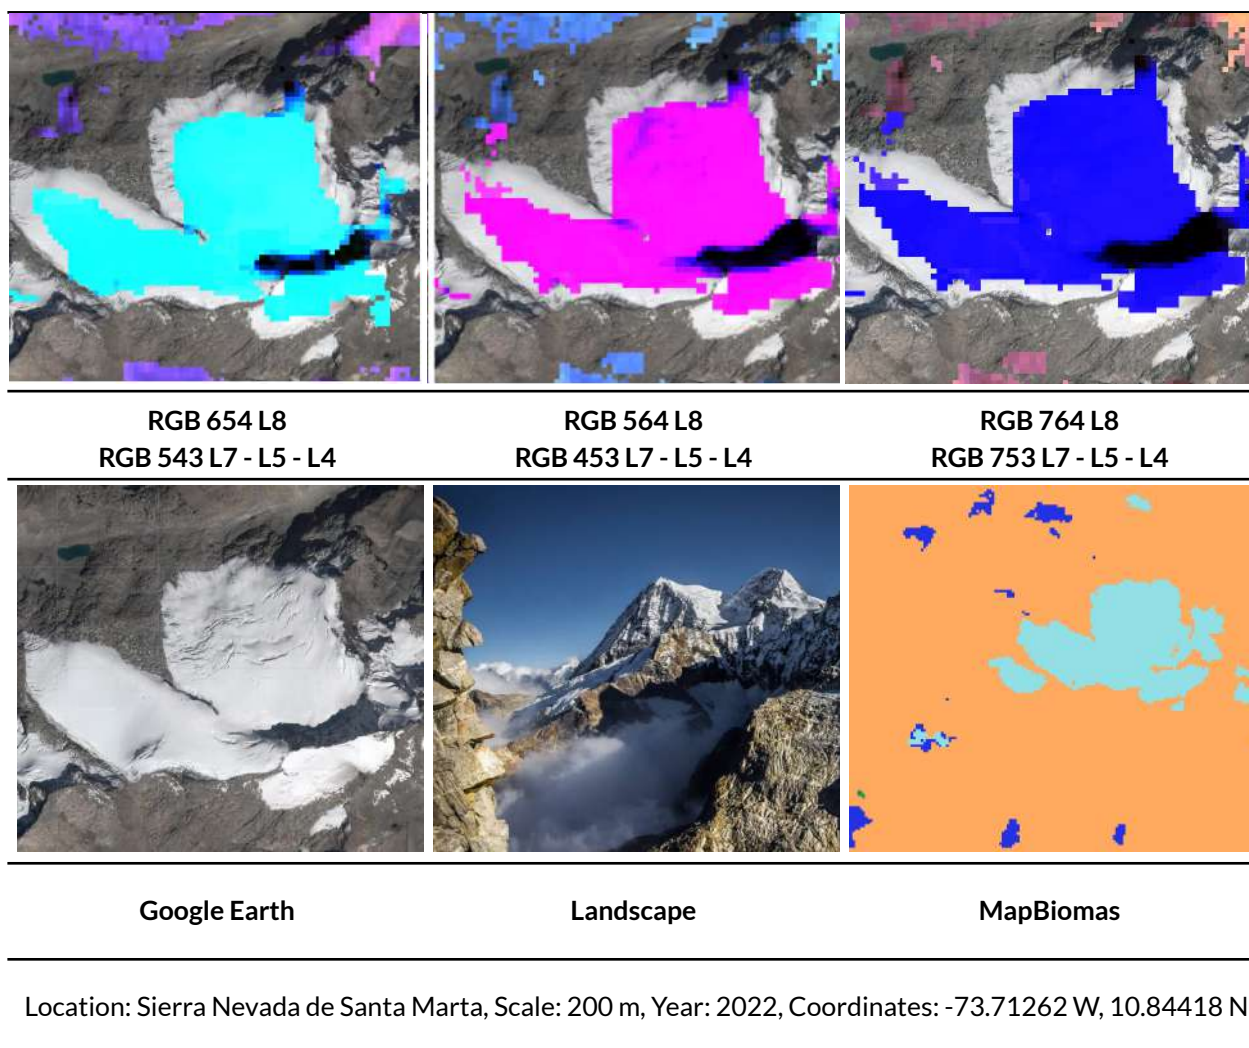 RGB 654 L8
RGB 543 L7 - L5 - L4
RGB 564 L8
RGB 453 L7 - L5 - L4
RGB 764 L8
RGB 753 L7 - L5 - L4
Google Earth
Landscape
MapBiomas
Location: Sierra Nevada de Santa Marta, Scale: 200 m, Year: 2022, Coordinates: -73.71262 W, 10.84418 N